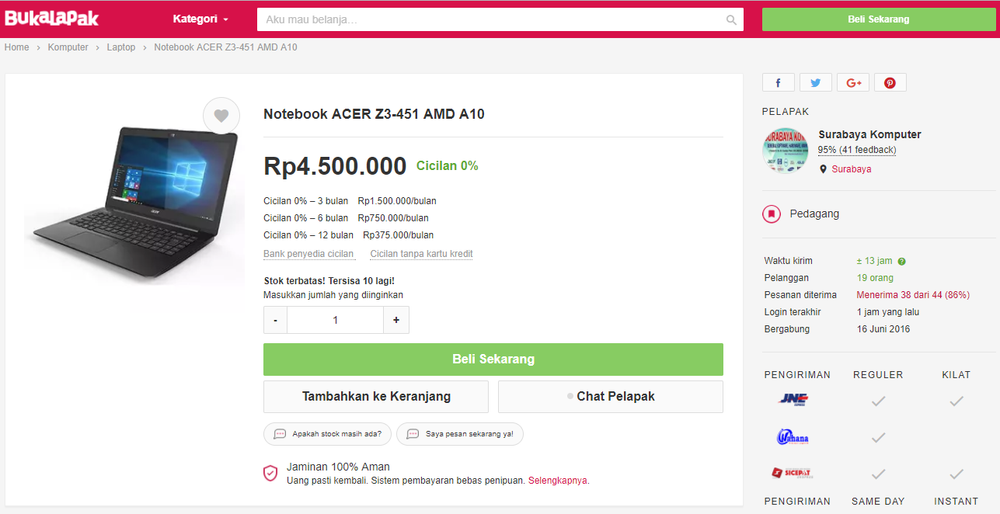 BukaLapak
Kategori
Aku mau belanja...
Beli Sekarang
Home › Komputer › Laptop › Notebook ACER Z3-451 AMD A10
Notebook ACER Z3-451 AMD A10
Rp4.500.000 Cicilan 0%
Cicilan 0% – 3 bulan Rp1.500.000/bulan
Cicilan 0% – 6 bulan Rp750.000/bulan
Cicilan 0% – 12 bulan Rp375.000/bulan
Bank penyedia cicilan Cicilan tanpa kartu kredit
Stok terbatas! Tersisa 10 lagi!
Masukkan jumlah yang diinginkan
- 1 +
Beli Sekarang
Tambahkan ke Keranjang Chat Pelapak
Apakah stock masih ada? Saya pesan sekarang ya!
Jaminan 100% Aman
Uang pasti kembali. Sistem pembayaran bebas penipuan. Selengkapnya.
acer
f G+
PELAPAK
SURABAYA KOM
Surabaya Komputer
95% (41 feedback)
Surabaya
Pedagang
Waktu kirim ± 13 jam ?
Pelanggan 19 orang
Pesanan diterima Menerima 38 dari 44 (86%)
Login terakhir 1 jam yang lalu
Bergabung 16 Juni 2016
PENGIRIMAN REGULER KILAT
JNE EXPRESS
Wahana
SICEPAT
PENGIRIMAN SAME DAY INSTANT